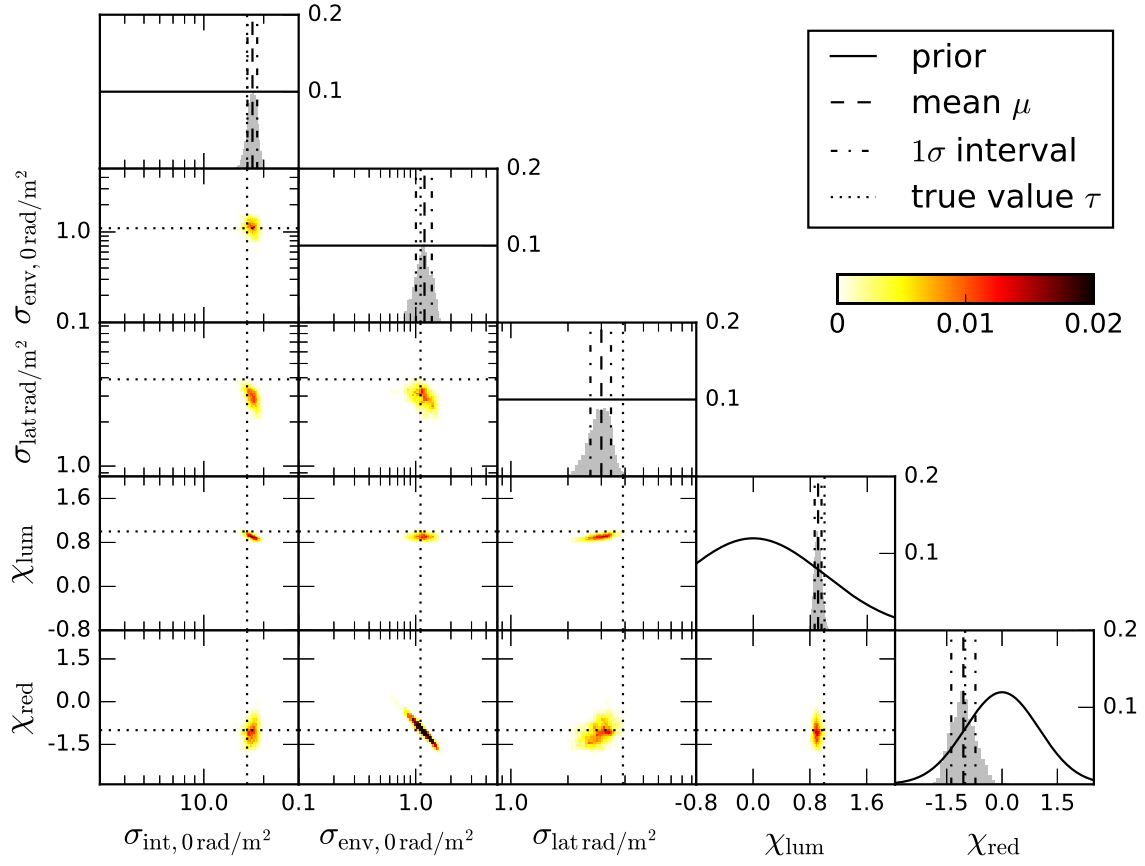 0.2
0.1
prior
mean μ
1σ interval
true value τ
0 0.01 0.02
σenv, 0 rad/m²
1.0
0.1
0.2
0.1
σlat rad/m²
1.0
0.2
0.1
χlum
1.6
0.8
0.0
-0.8
0.2
0.1
χred
1.5
0.0
-1.5
0.2
0.1
10.0 0.1 1.0 1.0 -0.8 0.0 0.8 1.6 -1.5 0.0 1.5
σint, 0 rad/m² σenv, 0 rad/m² σlat rad/m² χlum χred